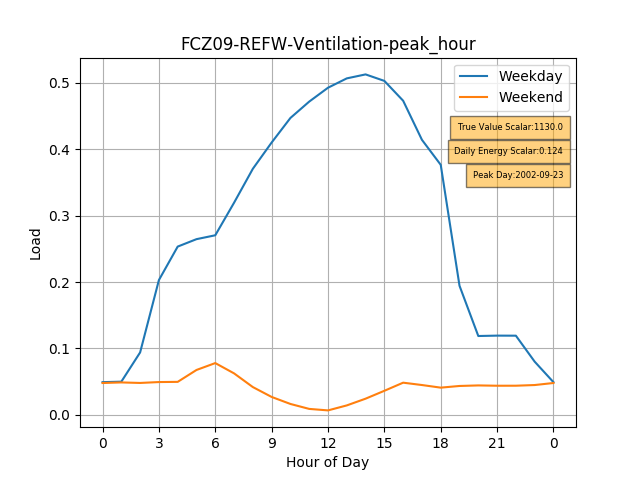 FCZ09-REFW-Ventilation-peak_hour
Weekday
Weekend
True Value Scalar:1130.0
Daily Energy Scalar:0.124
Peak Day:2002-09-23
Load
0.5
0.4
0.3
0.2
0.1
0.0
0 3 6 9 12 15 18 21 0
Hour of Day